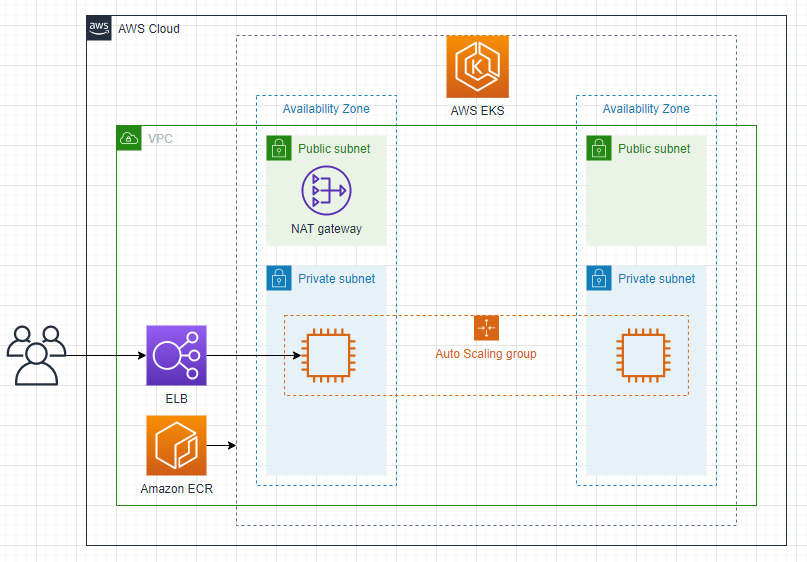 aws
AWS Cloud
AWS EKS
Availability Zone
Availability Zone
VPC
Public subnet
Public subnet
NAT gateway
Private subnet
Private subnet
Auto Scaling group
ELB
Amazon ECR